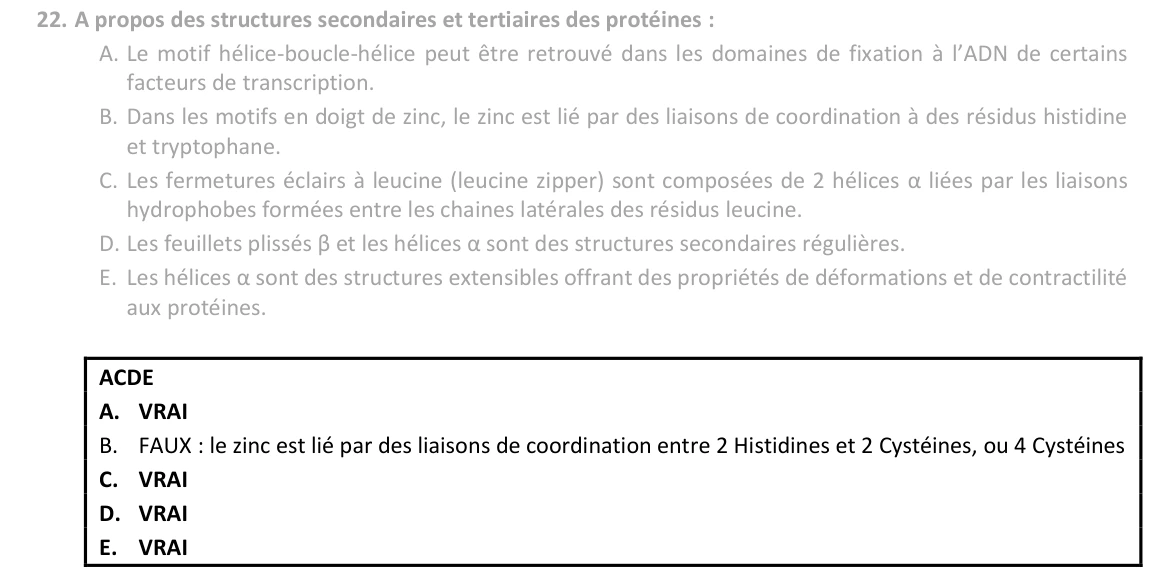 22. A propos des structures secondaires et tertiaires des protéines :
A. Le motif hélice-boucle-hélice peut être retrouvé dans les domaines de fixation à l’ADN de certains
facteurs de transcription.
B. Dans les motifs en doigt de zinc, le zinc est lié par des liaisons de coordination à des résidus histidine
et tryptophane.
C. Les fermetures éclairs à leucine (leucine zipper) sont composées de 2 hélices α liées par les liaisons
hydrophobes formées entre les chaines latérales des résidus leucine.
D. Les feuillets plissés β et les hélices α sont des structures secondaires régulières.
E. Les hélices α sont des structures extensibles offrant des propriétés de déformations et de contractilité
aux protéines.
ACDE
A. VRAI
B. FAUX : le zinc est lié par des liaisons de coordination entre 2 Histidines et 2 Cystéines, ou 4 Cystéines
C. VRAI
D. VRAI
E. VRAI